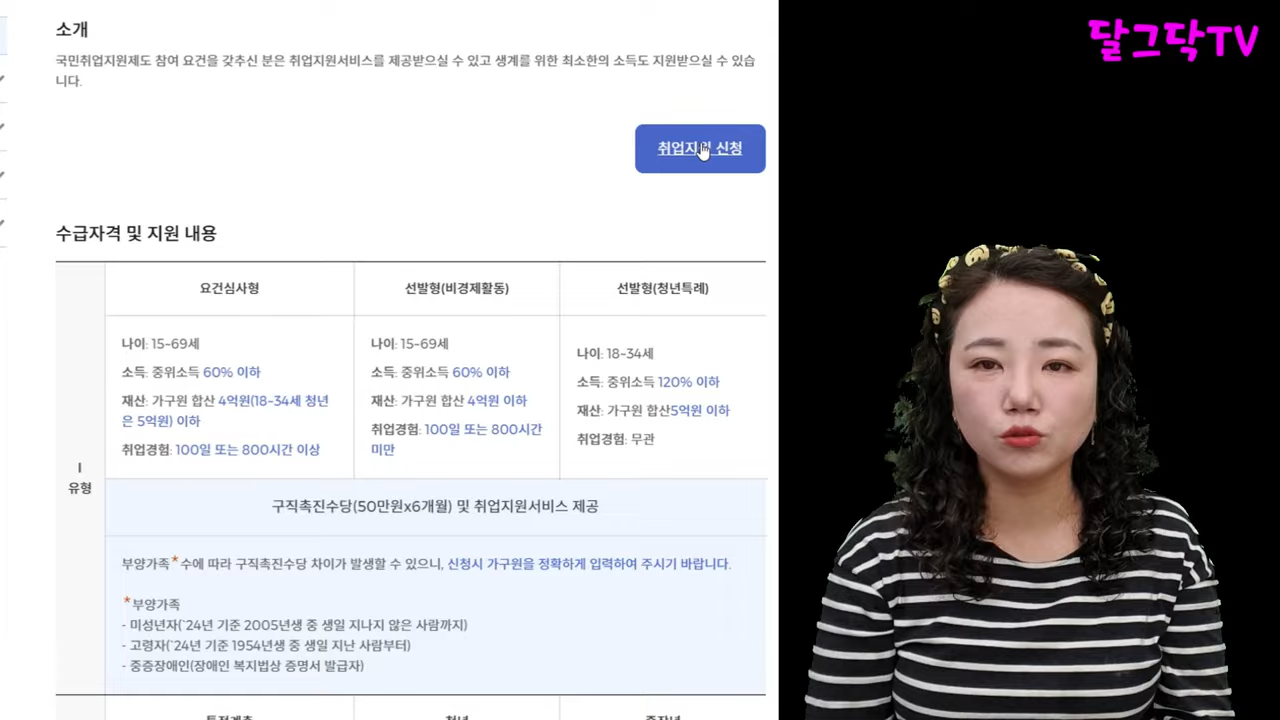 달그닥TV
소개
국민취업지원제도 참여 요건을 갖추신 분은 취업지원서비스를 제공받으실 수 있고 생계를 위한 최소한의 소득도 지원받으실 수 있습
니다.
취업지원 신청
수급자격 및 지원 내용
요건심사형
선발형(비경제활동)
선발형(청년특례)
I
유형
나이: 15-69세
소득: 중위소득 60% 이하
재산: 가구원 합산 4억원(18-34세 청년
은 5억원) 이하
취업경험: 100일 또는 800시간 이상
나이: 15-69세
소득: 중위소득 60% 이하
재산: 가구원 합산 4억원 이하
취업경험: 100일 또는 800시간
미만
나이: 18-34세
소득: 중위소득 120% 이하
재산: 가구원 합산5억원 이하
취업경험: 무관
구직촉진수당(50만원x6개월) 및 취업지원서비스 제공
부양가족*수에 따라 구직촉진수당 차이가 발생할 수 있으니, 신청시 가구원을 정확하게 입력하여 주시기 바랍니다.
*부양가족
- 미성년자(`24년 기준 2005년생 중 생일 지나지 않은 사람까지)
- 고령자(`24년 기준 1954년생 중 생일 지난 사람부터)
- 중증장애인(장애인 복지법상 증명서 발급자)